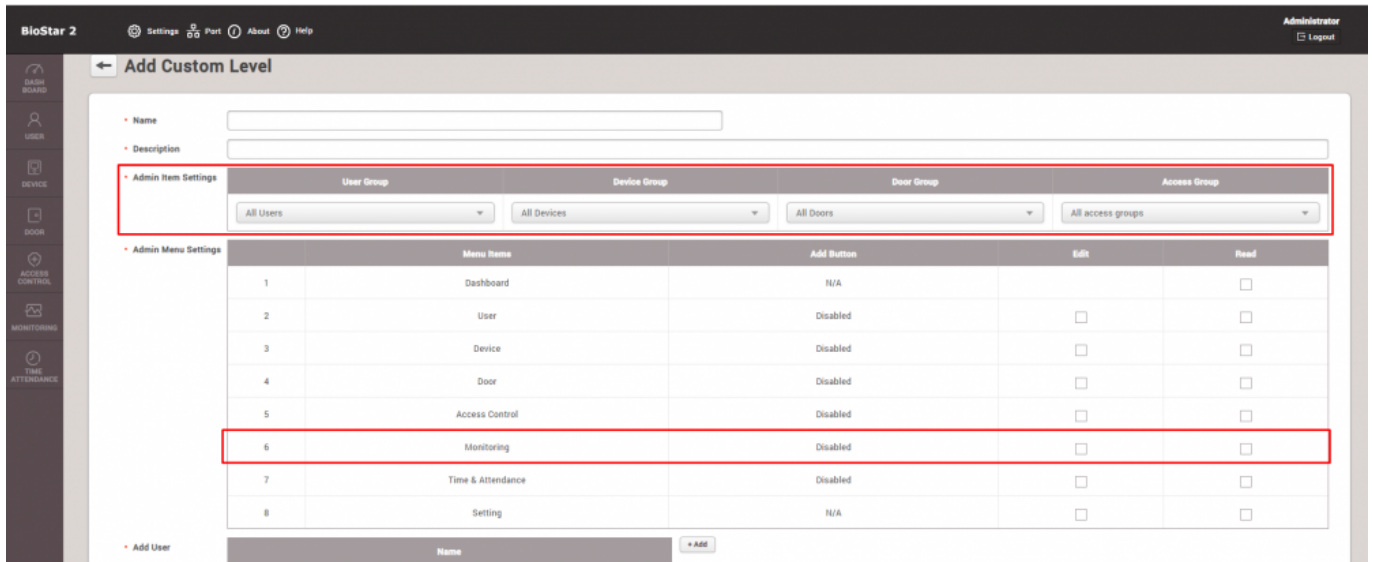 BioStar 2
Settings Port About Help
Administrator
Logout
Add Custom Level
DASH
BOARD
USER
DEVICE
DOOR
ACCESS
CONTROL
MONITORING
TIME
ATTENDANCE
• Name
• Description
• Admin Item Settings User Group Device Group Door Group Access Group
All Users All Devices All Doors All access groups
• Admin Menu Settings Menu Items Add Button Edit Read
1 Dashboard N/A
2 User Disabled
3 Device Disabled
4 Door Disabled
5 Access Control Disabled
6 Monitoring Disabled
7 Time & Attendance Disabled
8 Setting N/A
• Add User Name + Add